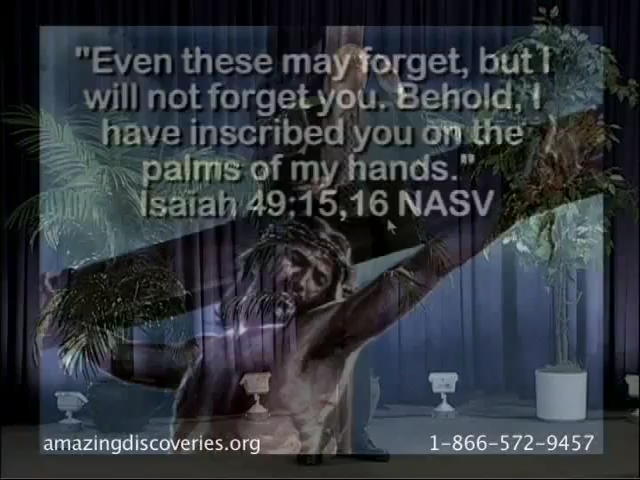 "Even these may forget, but I
will not forget you. Behold, I
have inscribed you on the
palms of my hands."
Isaiah 49:15,16 NASV
amazingdiscoveries.org
1-866-572-9457